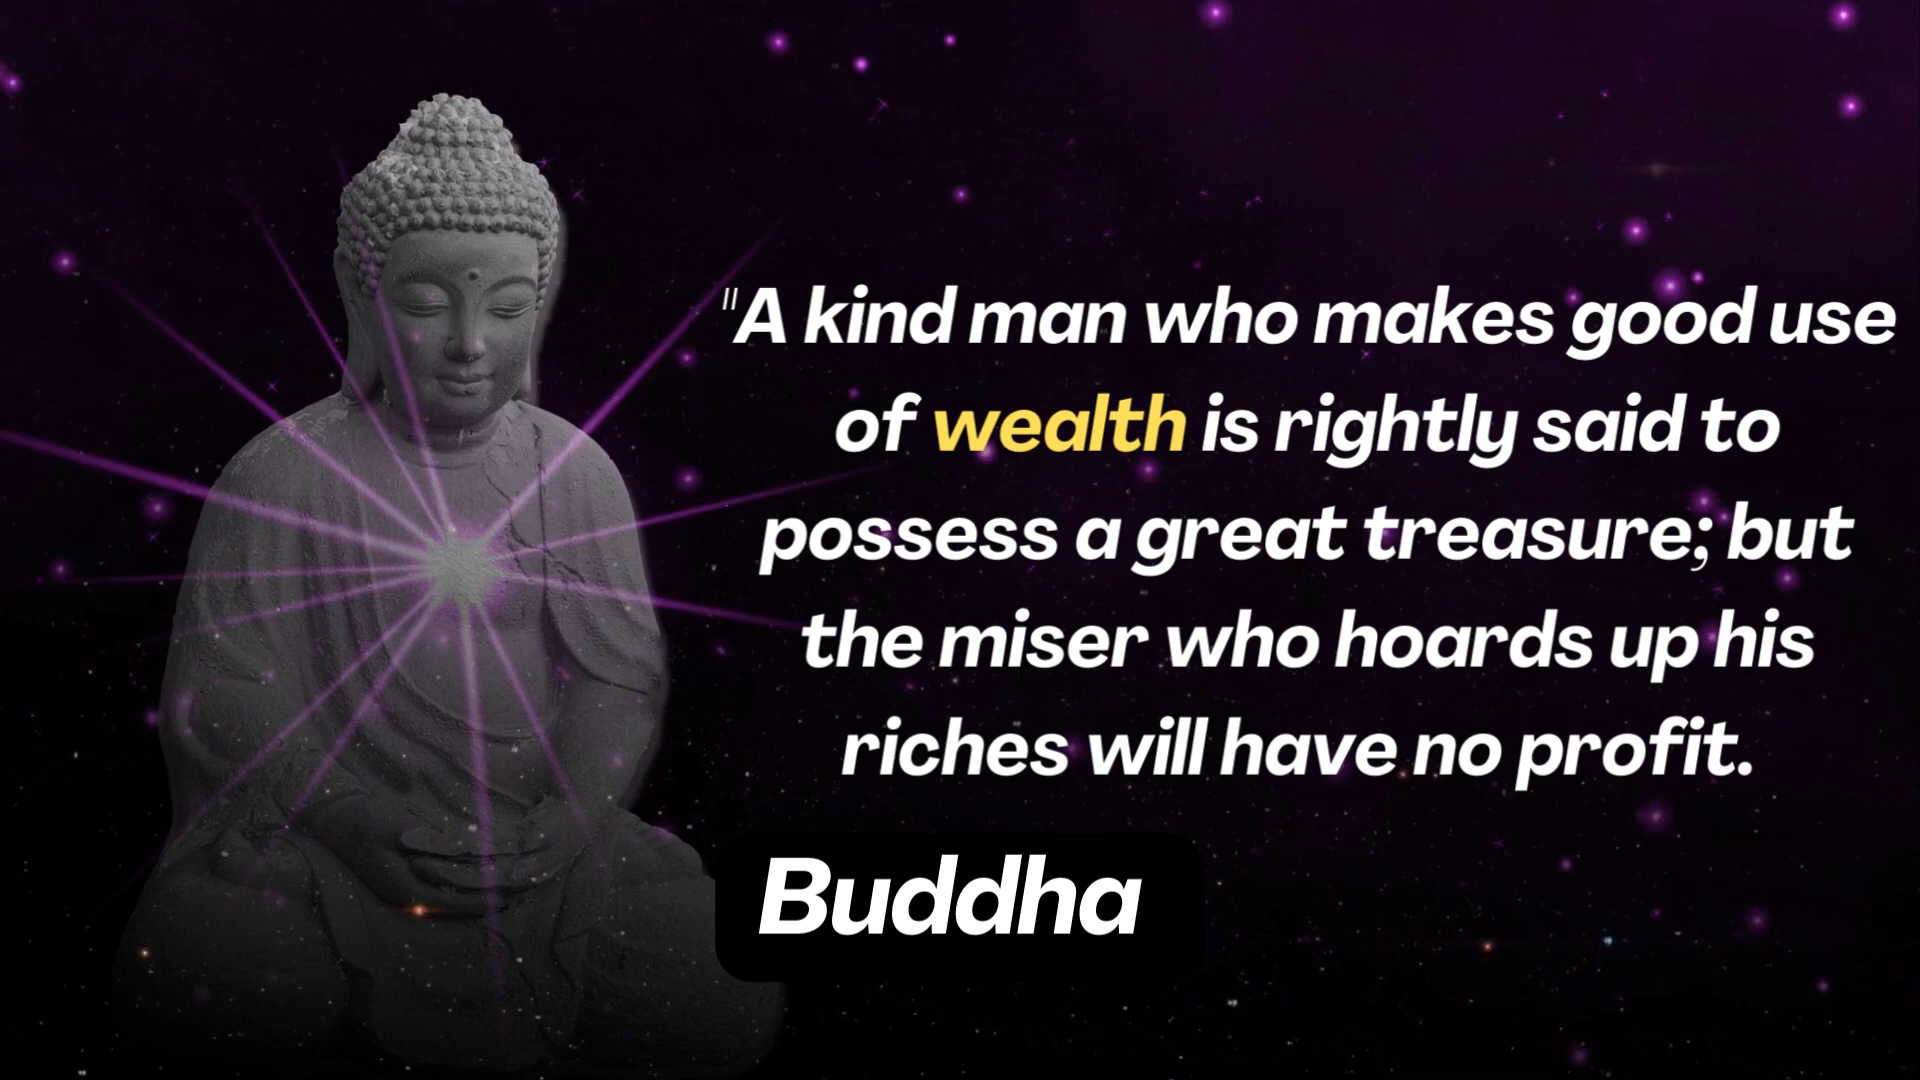 "A kind man who makes good use
of wealth is rightly said to
possess a great treasure; but
the miser who hoards up his
riches will have no profit.
Buddha